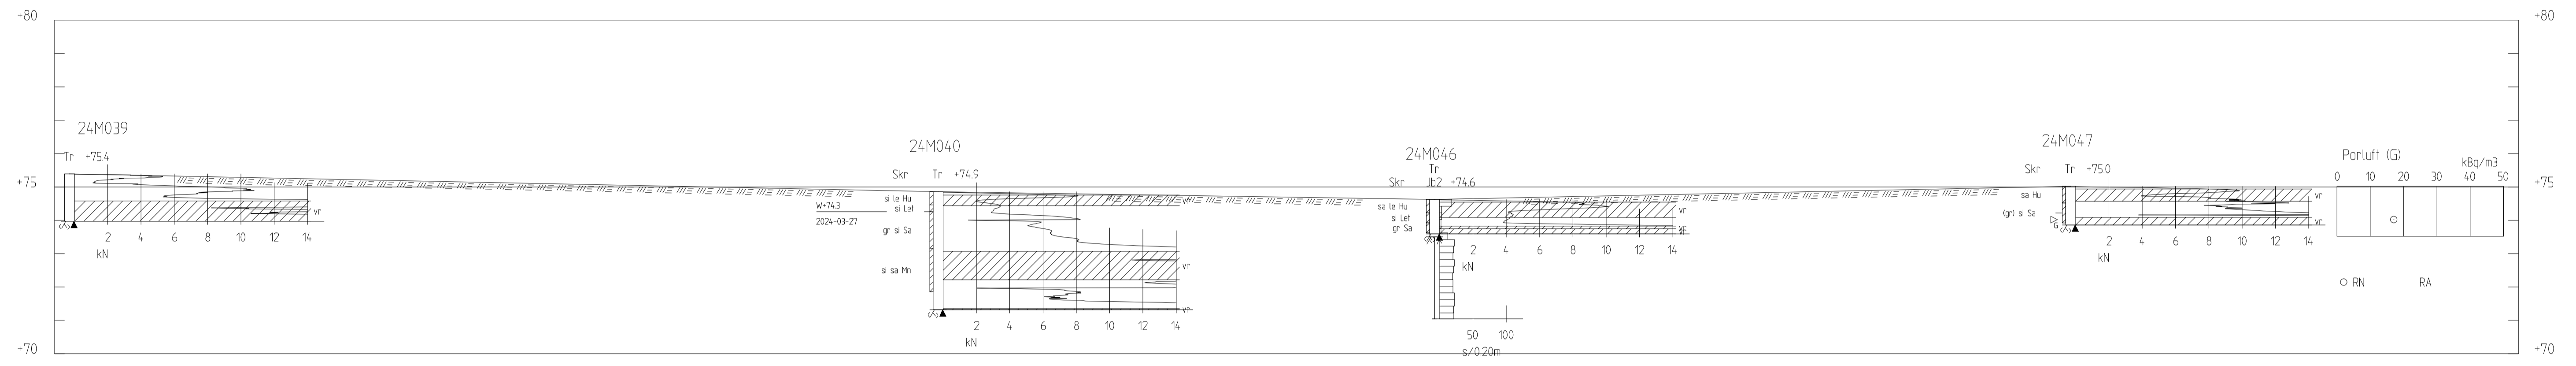 +80 +80
24M039
24M040
24M046
24M047
Porluft (G)
kBq/m3
0 10 20 30 40 50
Tr +75.4
Skr Tr +74.9
Tr
Skr Jb2 +74.6
Skr Tr +75.0
+75 +75
si le Hu
si Let
gr si Sa
si sa Mn
W+74.3
2024-03-27
sa le Hu
si Let
gr Sa
sa Hu
(gr) si Sa
G
vr
vr
vr
vr
vr
vr
vr
2 4 6 8 10 12 14
kN
2 4 6 8 10 12 14
kN
2 4 6 8 10 12 14
kN
2 4 6 8 10 12 14
kN
RN RA
50 100
s/0.20m
+70 +70